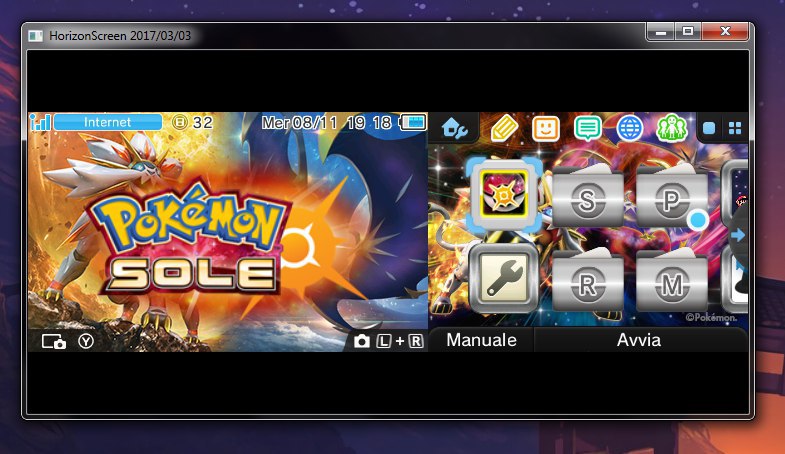 HorizonScreen 2017/03/03
Internet
32
Mer 08/11 19 18
POKéMON
SOLE
Y
L + R
S
P
R
M
©Pokémon.
Manuale
Avvia